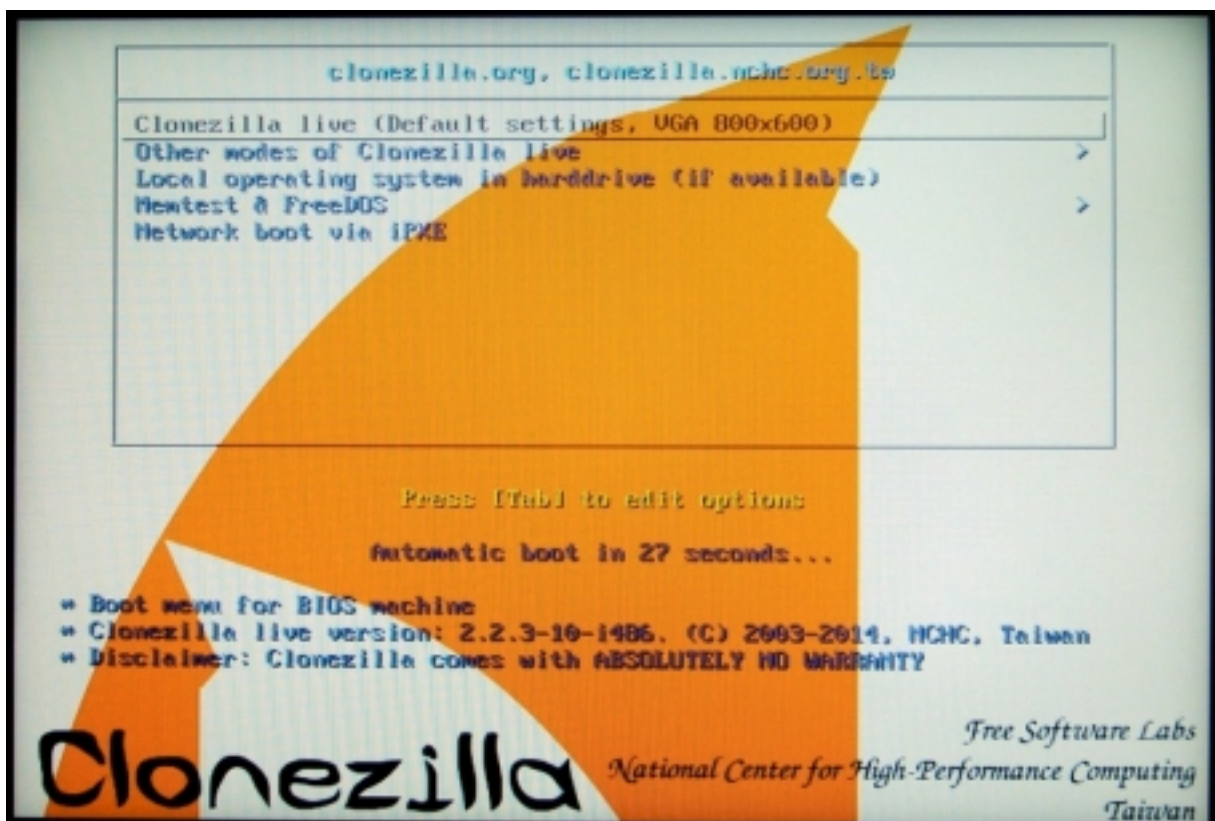 clonezilla.org, clonezilla.nchc.org.tw
Clonezilla live (Default settings, VGA 800x600)
Other modes of Clonezilla live >
Local operating system in harddrive (if available)
Memtest & FreeDOS >
Network boot via iPXE
Press [Tab] to edit options
Automatic boot in 27 seconds...
* Boot menu for BIOS machine
* Clonezilla live version: 2.2.3-10-i486. (C) 2003-2014, NCHC, Taiwan
* Disclaimer: Clonezilla comes with ABSOLUTELY NO WARRANTY
Clonezilla
Free Software Labs
National Center for High-Performance Computing
Taiwan